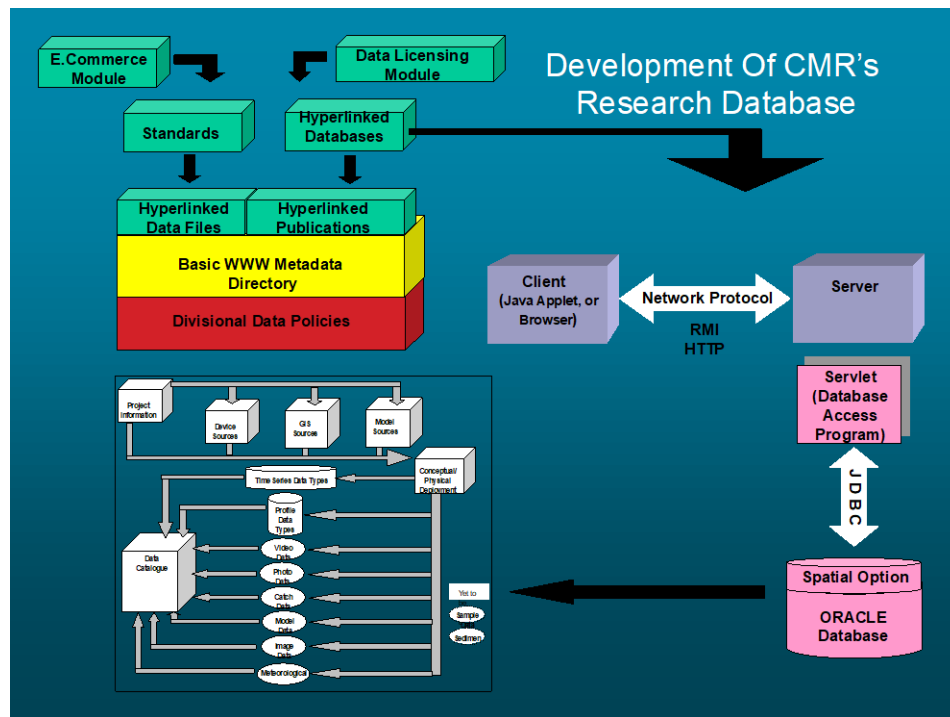 Development Of CMR's
Research Database
E.Commerce
Module
Data Licensing
Module
Standards
Hyperlinked
Databases
Hyperlinked
Data Files
Hyperlinked
Publications
Basic WWW Metadata
Directory
Divisional Data Policies
Client
(Java Applet, or
Browser)
Network Protocol
RMI
HTTP
Server
Servlet
(Database
Access
Program)
JDBC
Spatial Option
ORACLE
Database
Project
Information
Device
Sources
GIS
Sources
Model
Sources
Conceptual/
Physical
Deployment
Time Series Data Types
Profile
Data
Types
Data
Catalogue
Video
Data
Photo
Data
Catch
Data
Model
Data
Image
Data
Meteorological
Yet to
Sample
Sedimen